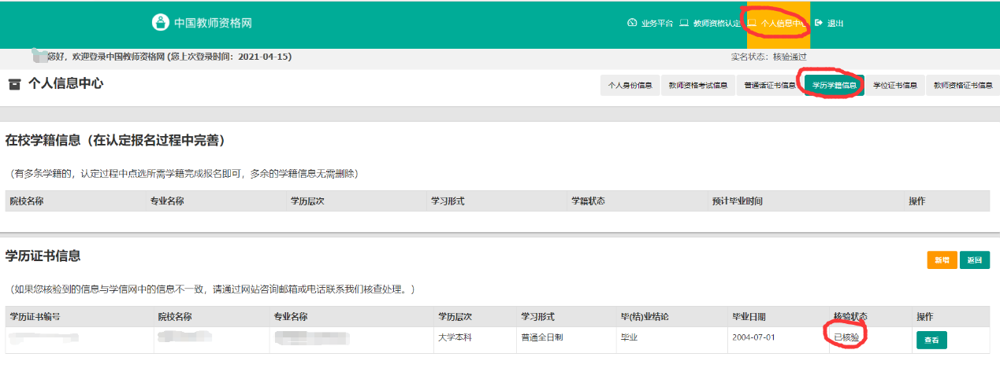 中国教师资格网
业务平台 教师资格认定 个人信息中心 退出
您好，欢迎登录中国教师资格网 (您上次登录时间：2021-04-15) 实名状态：核验通过
个人信息中心
个人身份信息 教师资格考试信息 普通话证书信息 学历学籍信息 学位证书信息 教师资格证书信息
在校学籍信息（在认定报名过程中完善）
（有多条学籍的，认定过程中点选所需学籍完成报名即可，多余的学籍信息无需删除）
院校名称 专业名称 学历层次 学习形式 学籍状态 预计毕业时间 操作
学历证书信息 新增 返回
（如果您核验到的信息与学信网中的信息不一致，请通过网站咨询邮箱或电话联系我们核查处理。）
学历证书编号 院校名称 专业名称 学历层次 学习形式 毕(结)业结论 毕业日期 核验状态 操作
大学本科 普通全日制 毕业 2004-07-01 已核验 查看